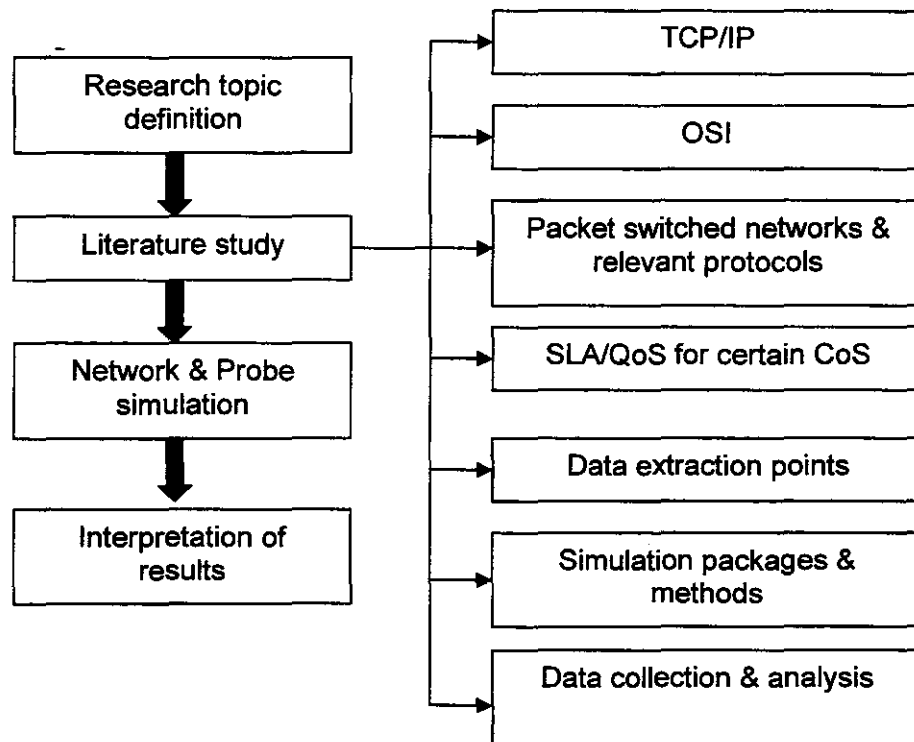 Research topic
definition
Literature study
Network & Probe
simulation
Interpretation of
results
TCP/IP
OSI
Packet switched networks &
relevant protocols
SLA/QoS for certain CoS
Data extraction points
Simulation packages &
methods
Data collection & analysis